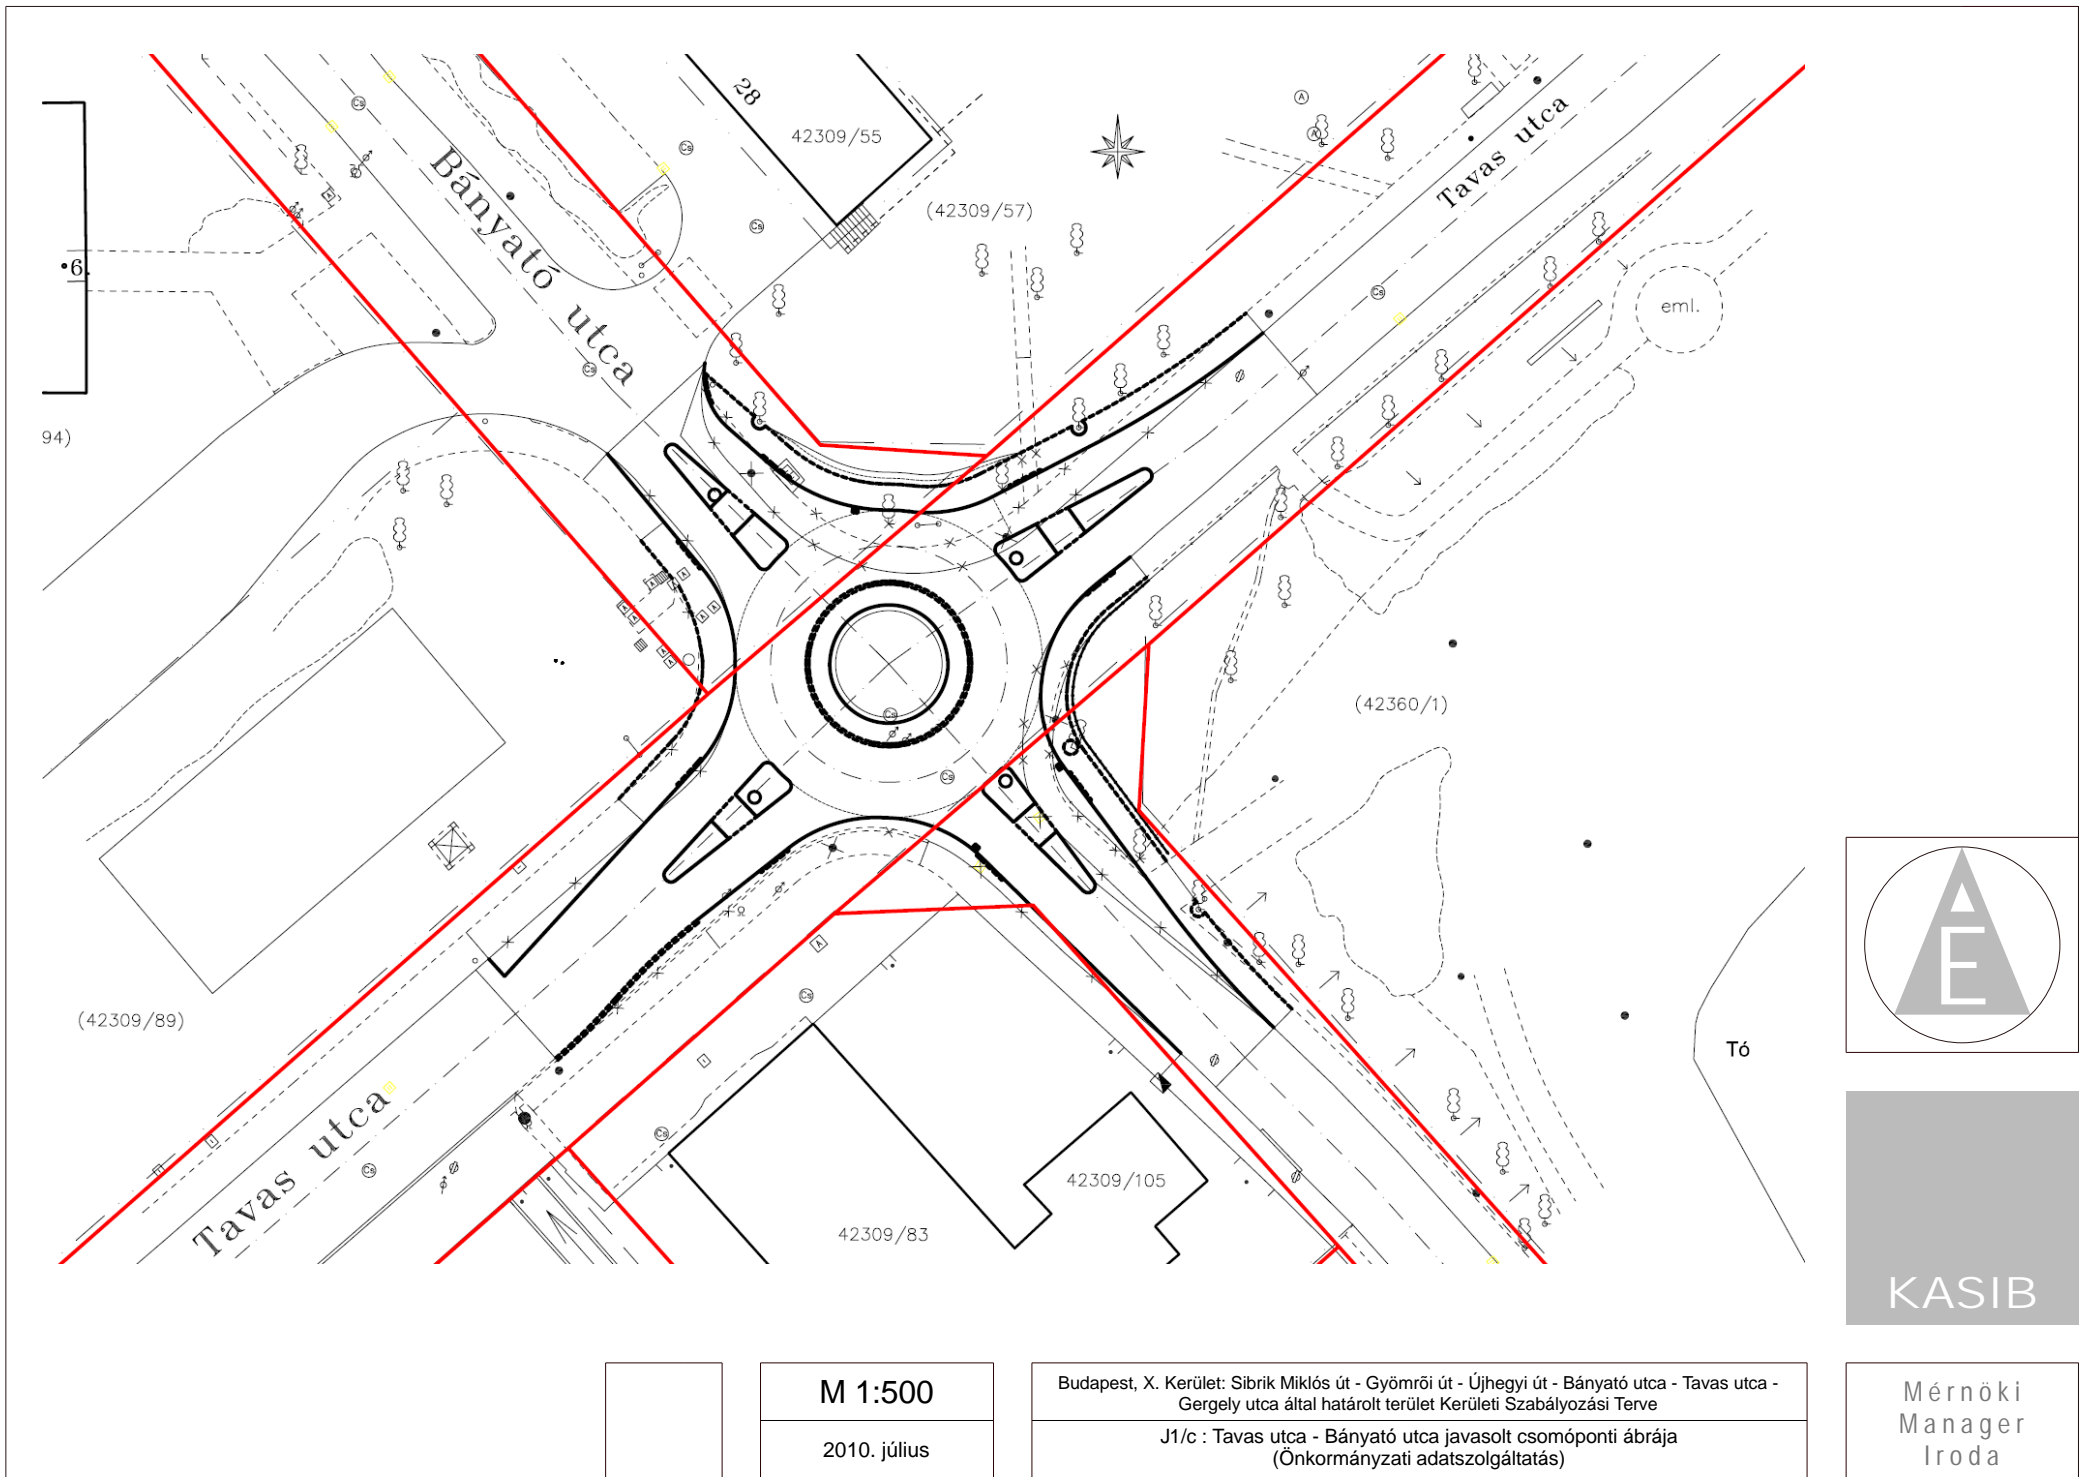 28
42309/55
Bányató utca
(42309/57)
Tavas utca
6.
eml.
94)
(42360/1)
(42309/89)
Tó
Tavas utca
42309/105
42309/83
A
E
KASIB
M 1:500
2010. július
Budapest, X. Kerület: Sibrik Miklós út - Gyömrõi út - Újhegyi út - Bányató utca - Tavas utca -
Gergely utca által határolt terület Kerületi Szabályozási Terve
J1/c : Tavas utca - Bányató utca javasolt csomóponti ábrája
(Önkormányzati adatszolgáltatás)
Mérnöki
Manager
Iroda